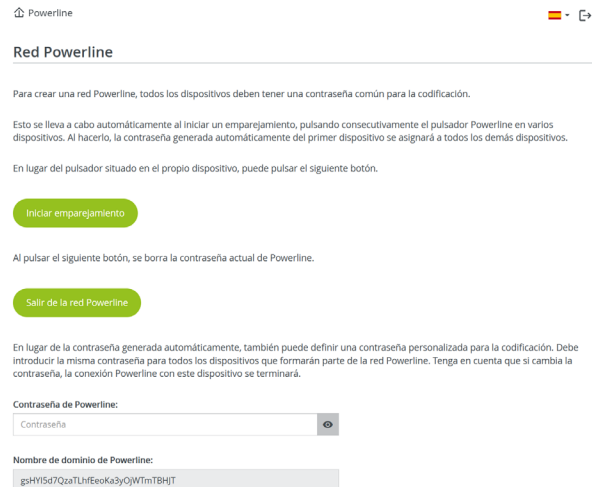 Powerline
Red Powerline
Para crear una red Powerline, todos los dispositivos deben tener una contraseña común para la codificación.
Esto se lleva a cabo automáticamente al iniciar un emparejamiento, pulsando consecutivamente el pulsador Powerline en varios
dispositivos. Al hacerlo, la contraseña generada automáticamente del primer dispositivo se asignará a todos los demás dispositivos.
En lugar del pulsador situado en el propio dispositivo, puede pulsar el siguiente botón.
Iniciar emparejamiento
Al pulsar el siguiente botón, se borra la contraseña actual de Powerline.
Salir de la red Powerline
En lugar de la contraseña generada automáticamente, también puede definir una contraseña personalizada para la codificación. Debe
introducir la misma contraseña para todos los dispositivos que formarán parte de la red Powerline. Tenga en cuenta que si cambia la
contraseña, la conexión Powerline con este dispositivo se terminará.
Contraseña de Powerline:
Contraseña
Nombre de dominio de Powerline:
gsHYI5d7QzaTLhfEeoKa3yOjWTmTBHJT